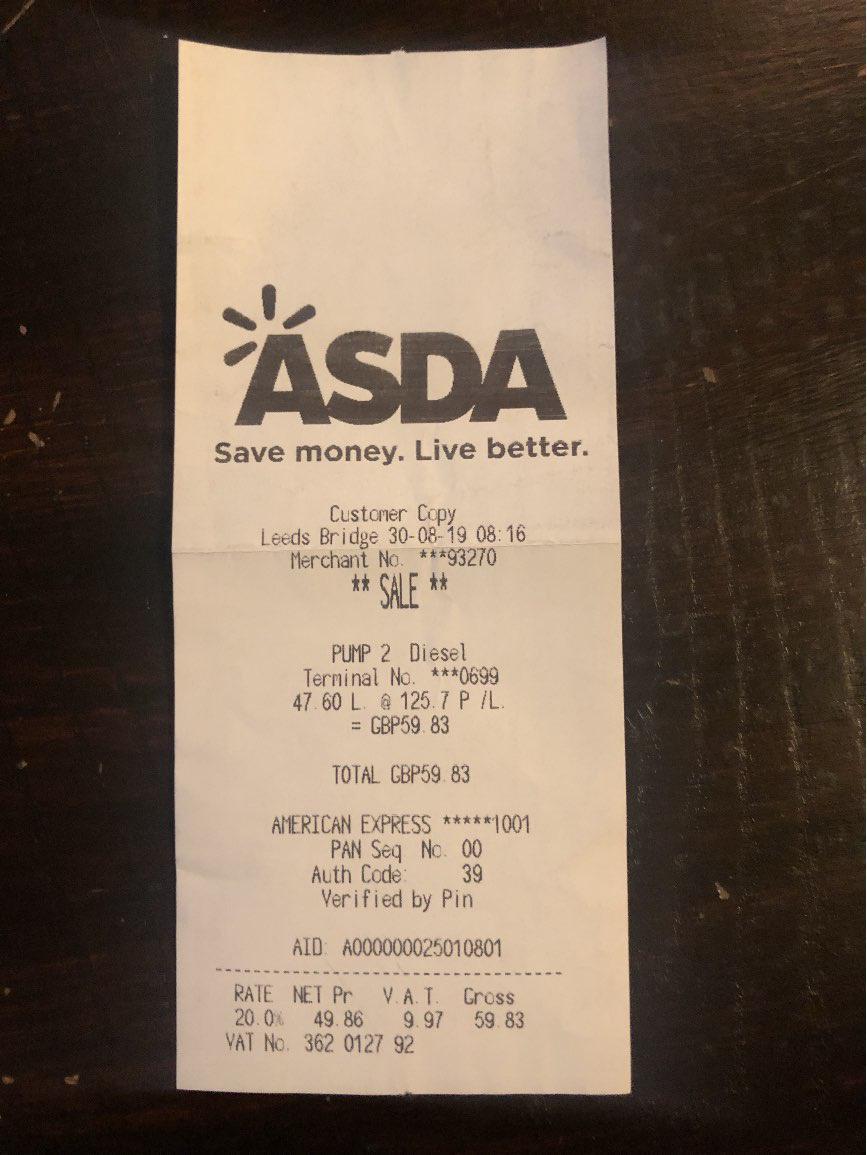 ASDA
Save money. Live better.
Customer Copy
Leeds Bridge 30-08-19 08:16
Merchant No. ***93270
** SALE **
PUMP 2 Diesel
Terminal No. ***0699
47.60 L. @ 125.7 P /L.
= GBP59.83
TOTAL GBP59.83
AMERICAN EXPRESS *****1001
PAN Seq No. 00
Auth Code: 39
Verified by Pin
AID: A000000025010801
RATE NET Pr V.A.T. Gross
20.0% 49.86 9.97 59.83
VAT No. 362 0127 92